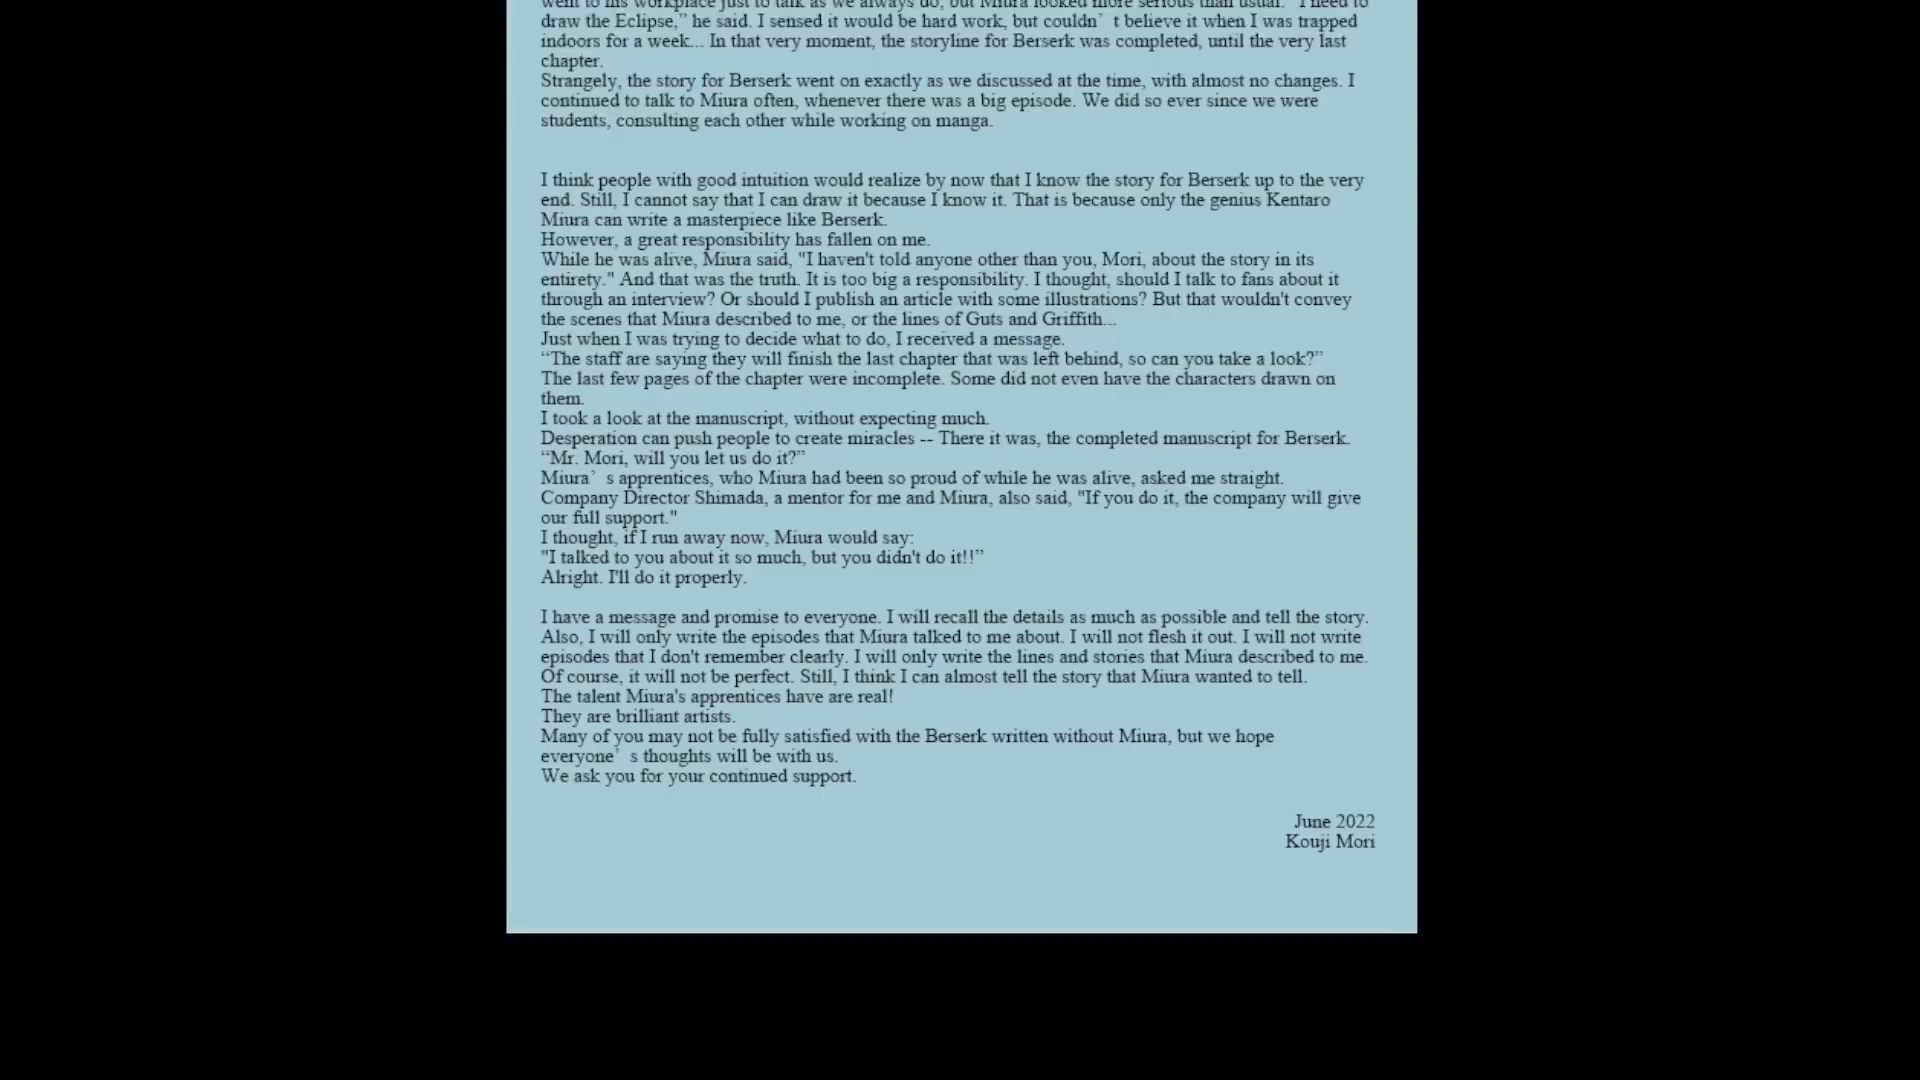 went to his workplace just to talk as we always do, but Miura looked more serious than usual. "I need to
draw the Eclipse,” he said. I sensed it would be hard work, but couldn’ t believe it when I was trapped
indoors for a week... In that very moment, the storyline for Berserk was completed, until the very last
chapter.
Strangely, the story for Berserk went on exactly as we discussed at the time, with almost no changes. I
continued to talk to Miura often, whenever there was a big episode. We did so ever since we were
students, consulting each other while working on manga.
I think people with good intuition would realize by now that I know the story for Berserk up to the very
end. Still, I cannot say that I can draw it because I know it. That is because only the genius Kentaro
Miura can write a masterpiece like Berserk.
However, a great responsibility has fallen on me.
While he was alive, Miura said, "I haven't told anyone other than you, Mori, about the story in its
entirety." And that was the truth. It is too big a responsibility. I thought, should I talk to fans about it
through an interview? Or should I publish an article with some illustrations? But that wouldn't convey
the scenes that Miura described to me, or the lines of Guts and Griffith...
Just when I was trying to decide what to do, I received a message.
“The staff are saying they will finish the last chapter that was left behind, so can you take a look?”
The last few pages of the chapter were incomplete. Some did not even have the characters drawn on
them.
I took a look at the manuscript, without expecting much.
Desperation can push people to create miracles -- There it was, the completed manuscript for Berserk.
“Mr. Mori, will you let us do it?”
Miura’ s apprentices, who Miura had been so proud of while he was alive, asked me straight.
Company Director Shimada, a mentor for me and Miura, also said, "If you do it, the company will give
our full support."
I thought, if I run away now, Miura would say:
"I talked to you about it so much, but you didn't do it!!”
Alright. I'll do it properly.
I have a message and promise to everyone. I will recall the details as much as possible and tell the story.
Also, I will only write the episodes that Miura talked to me about. I will not flesh it out. I will not write
episodes that I don't remember clearly. I will only write the lines and stories that Miura described to me.
Of course, it will not be perfect. Still, I think I can almost tell the story that Miura wanted to tell.
The talent Miura's apprentices have are real!
They are brilliant artists.
Many of you may not be fully satisfied with the Berserk written without Miura, but we hope
everyone’ s thoughts will be with us.
We ask you for your continued support.
June 2022
Kouji Mori